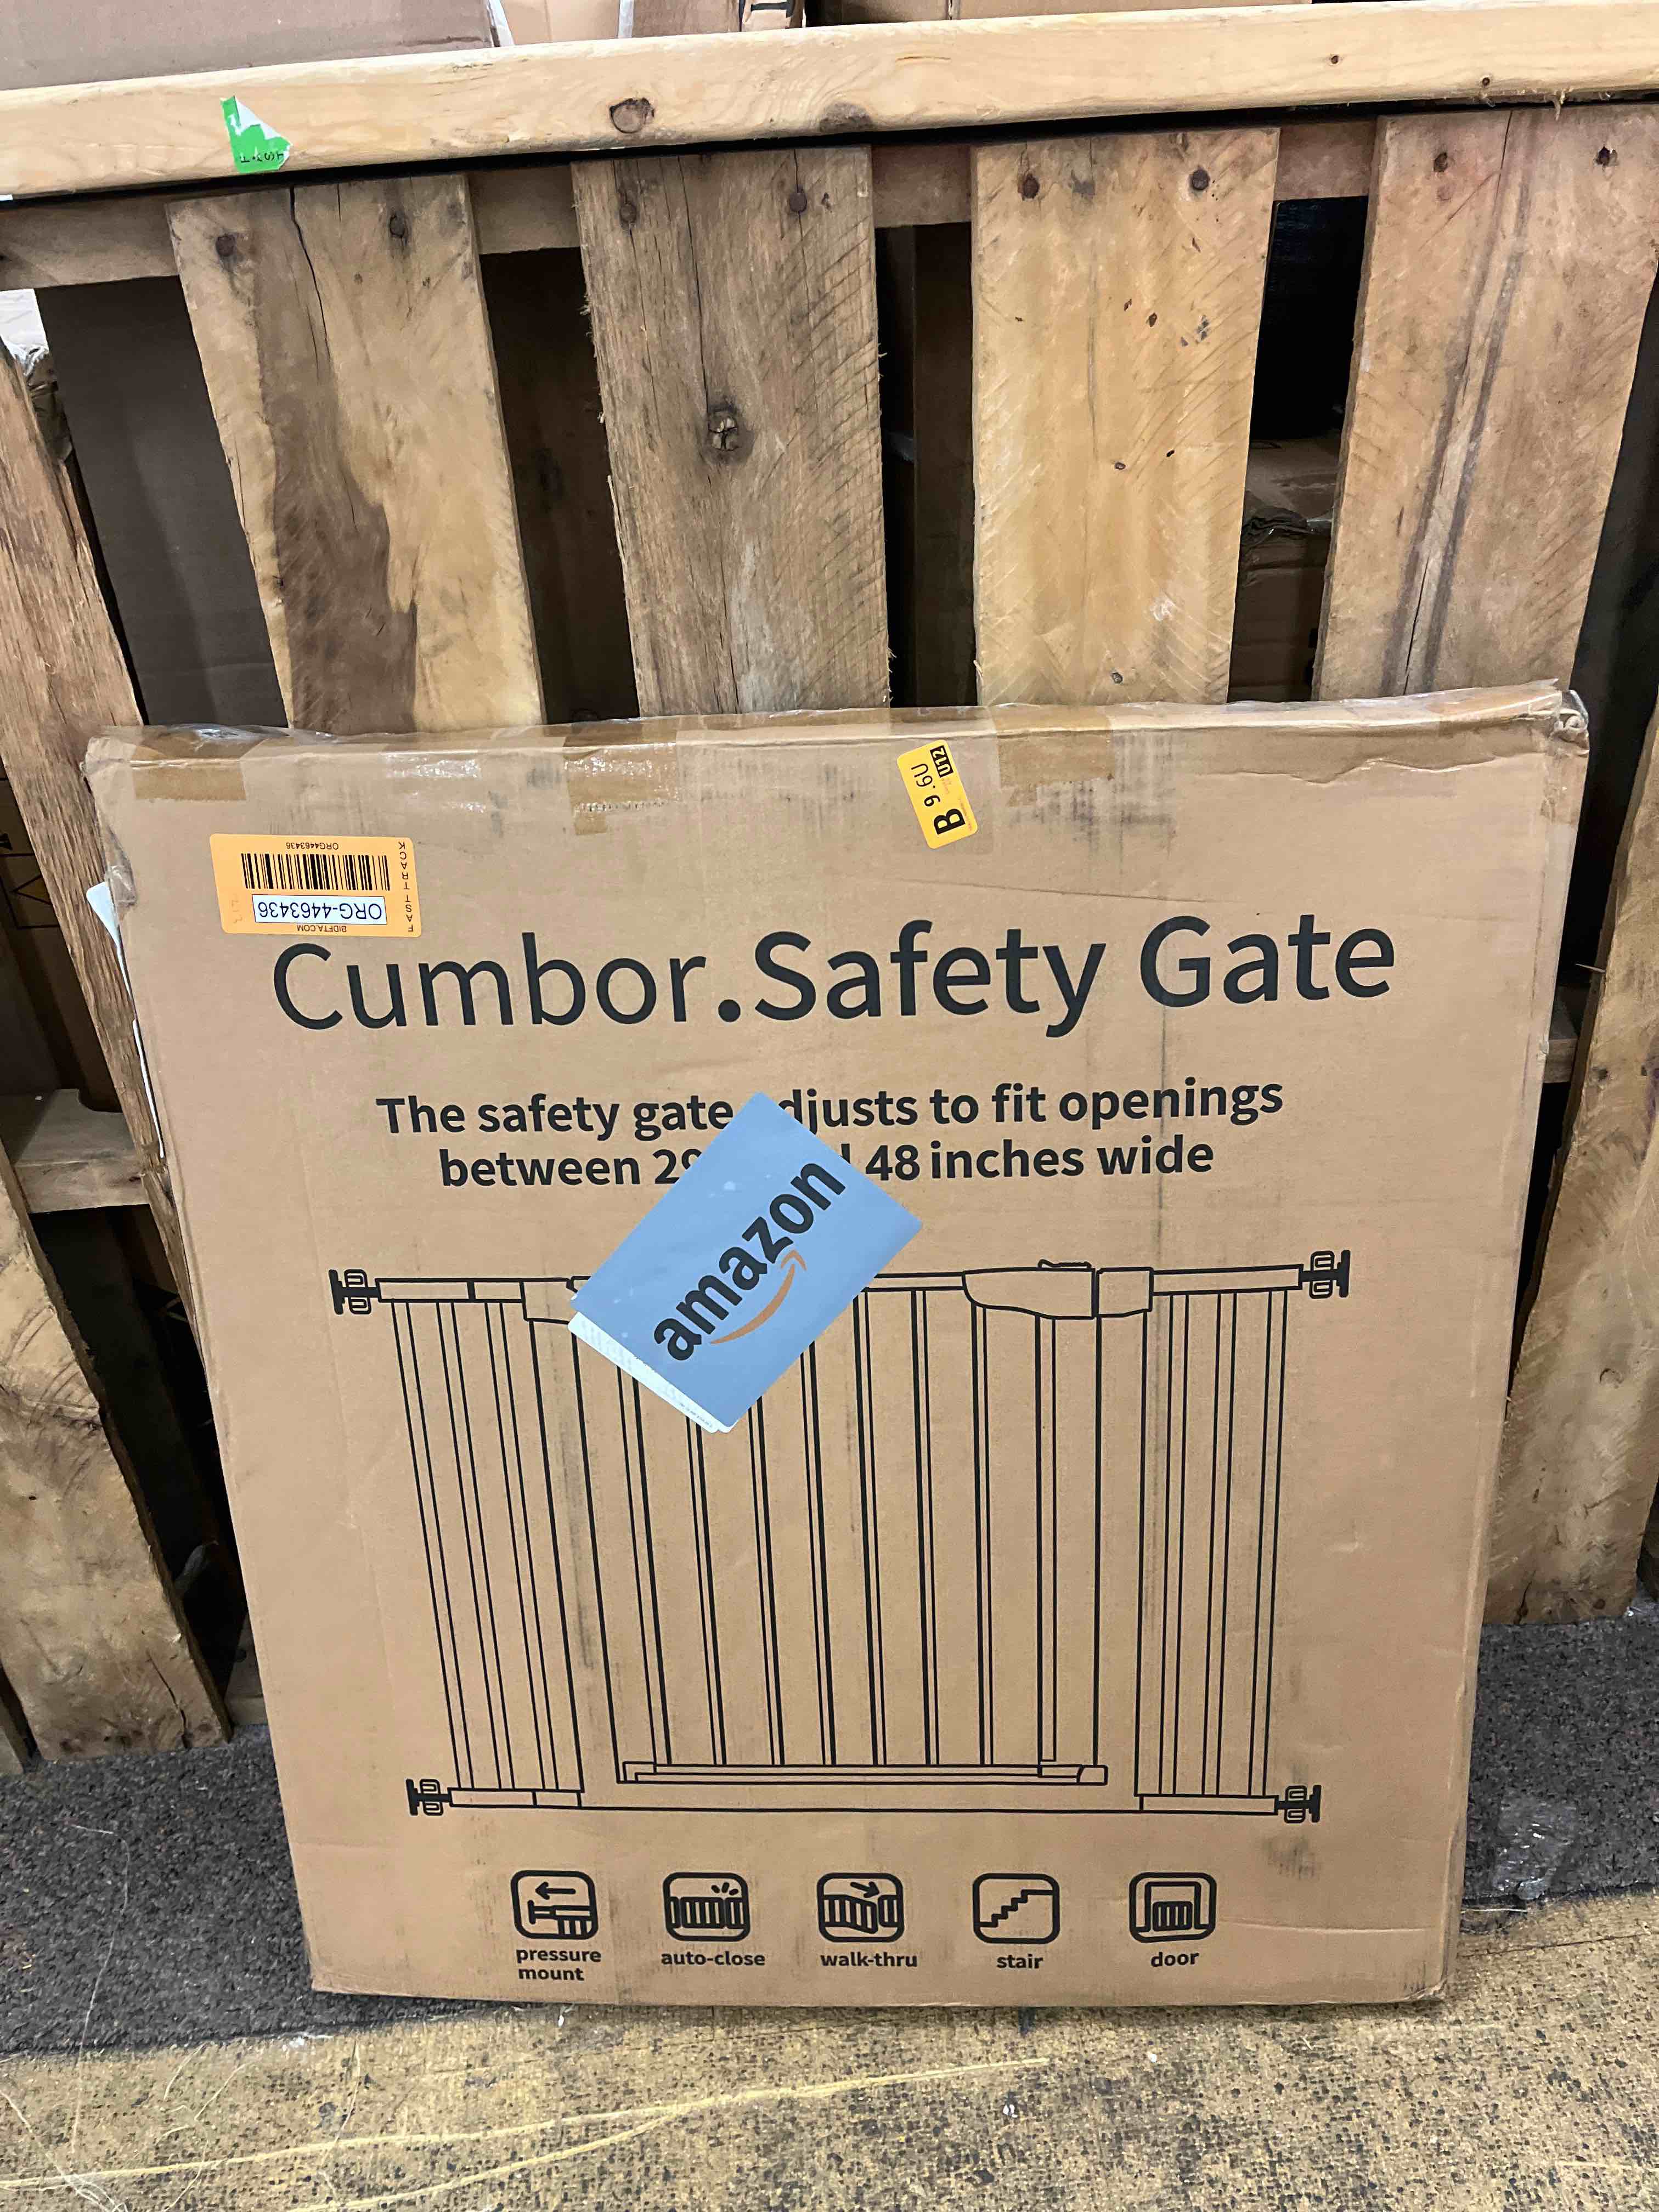 B 9.6U
U12
FAST TRACK
BIDFTA.COM
ORG-4463436
ORG4463436
Cumbor.Safety Gate
The safety gate djusts to fit openings
between 48 inches wide
amazon
pressure
mount
auto-close
walk-thru
stair
door